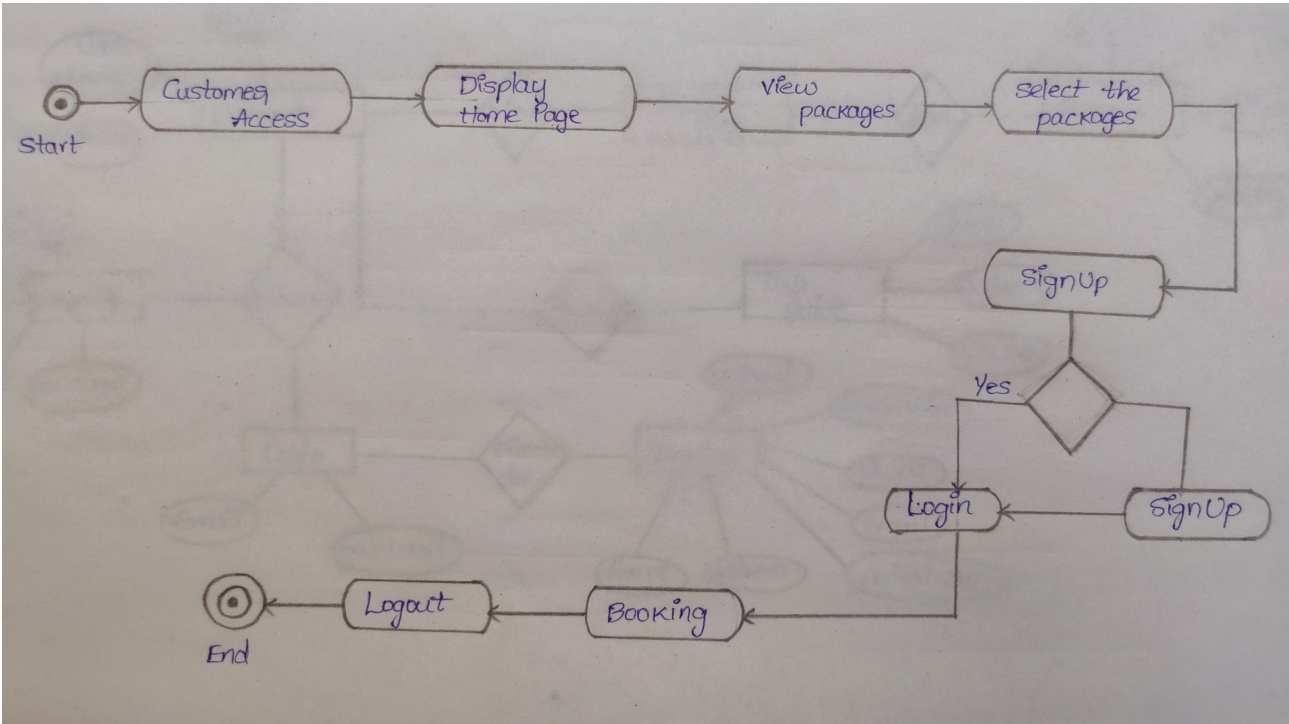 Customer
Access
Display
Home Page
View
packages
Select the
packages
Start
SignUp
Yes
Login
SignUp
Logout
Booking
End